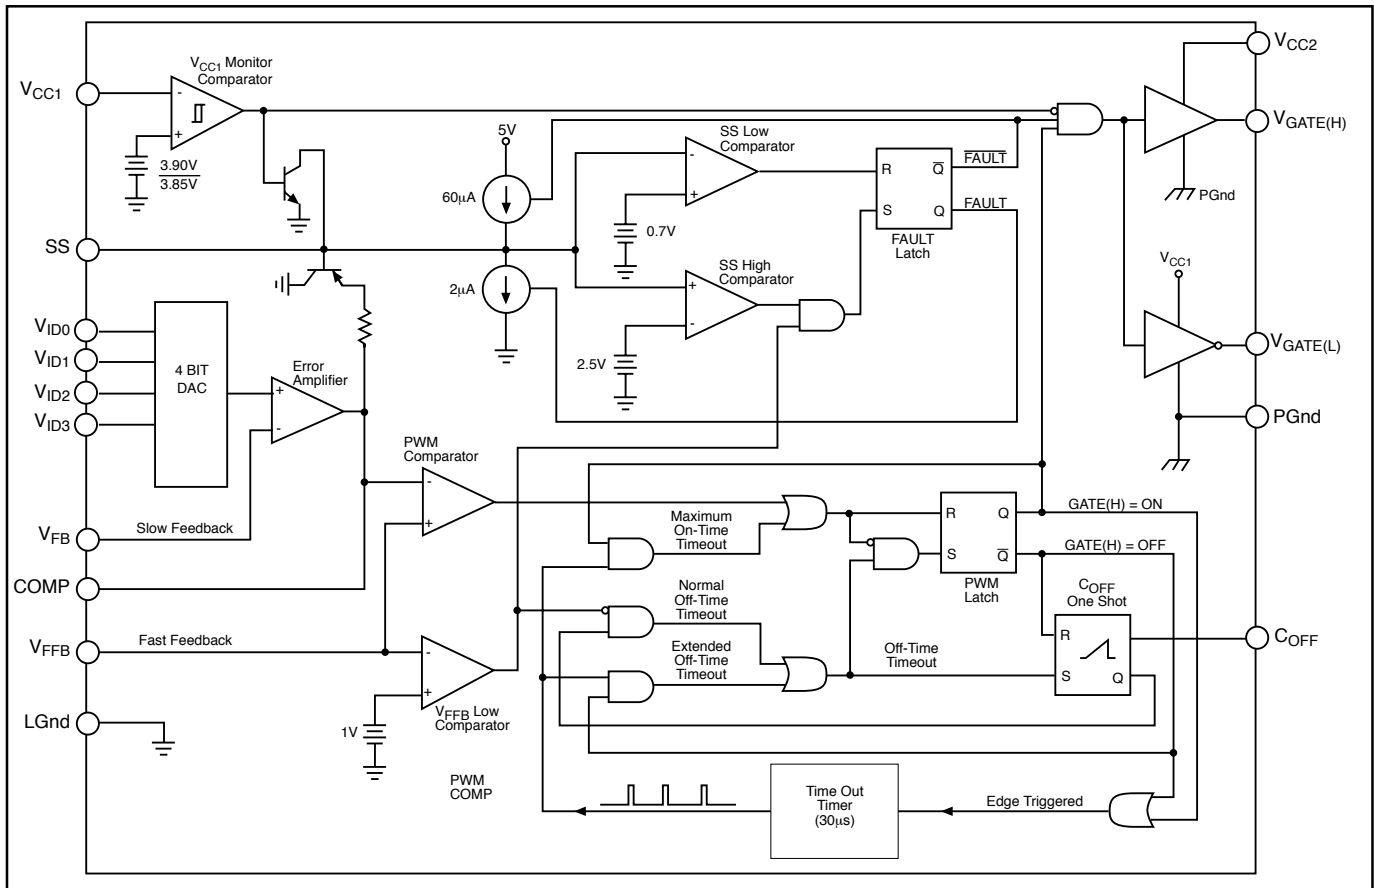 VCC1 Monitor
Comparator
VCC1
-
+
3.90V
3.85V
5V
60μA
SS Low
Comparator
-
+
0.7V
R
Q
FAULT
S
Q
FAULT
FAULT
Latch
VCC2
VGATE(H)
PGnd
SS
2μA
SS High
Comparator
+
-
2.5V
VCC1
VGATE(L)
PGnd
VID0
VID1
VID2
VID3
4 BIT
DAC
Error
Amplifier
+
-
PWM
Comparator
-
+
VFB
Slow Feedback
COMP
VFFB
Fast Feedback
LGnd
Maximum
On-Time
Timeout
Normal
Off-Time
Timeout
Extended
Off-Time
Timeout
R
Q
GATE(H) = ON
S
Q
GATE(H) = OFF
PWM
Latch
COFF
One Shot
R
S
Q
COFF
Off-Time
Timeout
-
+
VFFB Low
Comparator
1V
PWM
COMP
Time Out
Timer
(30μs)
Edge Triggered